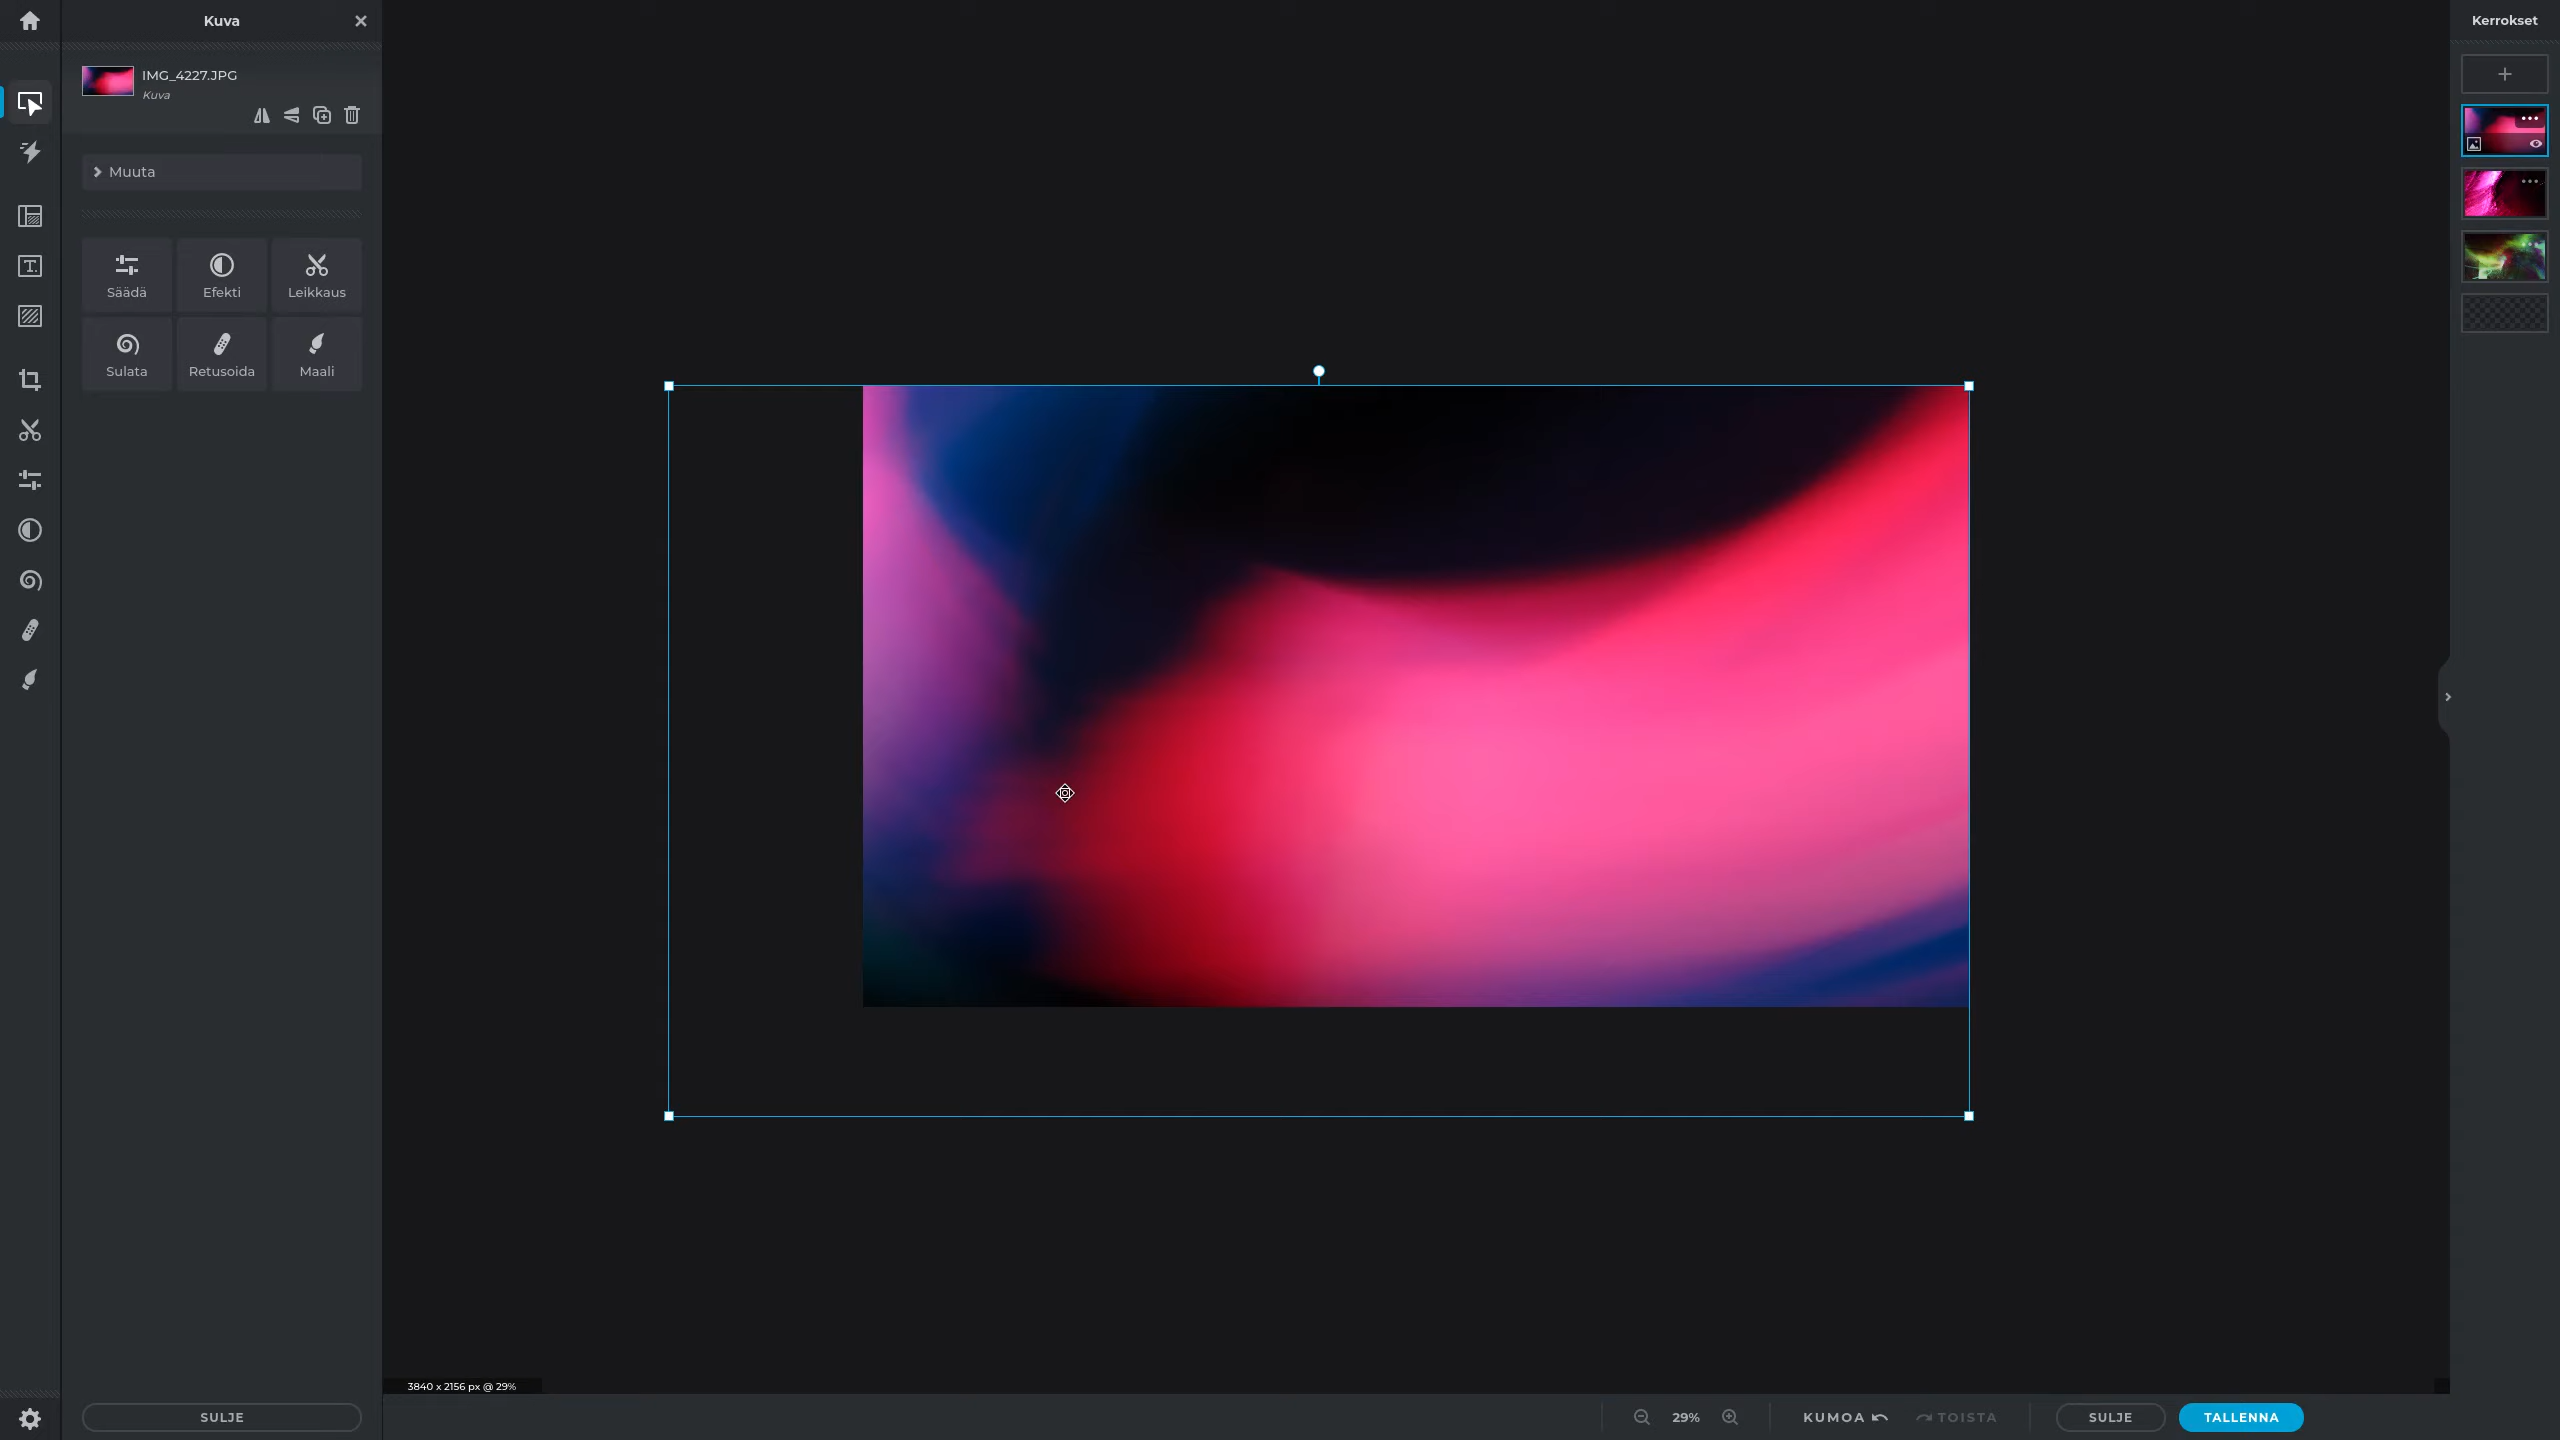 Kuva
IMG_4227.JPG
Kuva
Muuta
Säädä
Efekti
Leikkaus
Sulata
Retusoida
Maali
SULJE
Kerrokset
3840 x 2156 px @ 29%
29%
KUMOA
TOISTA
SULJE
TALLENNA